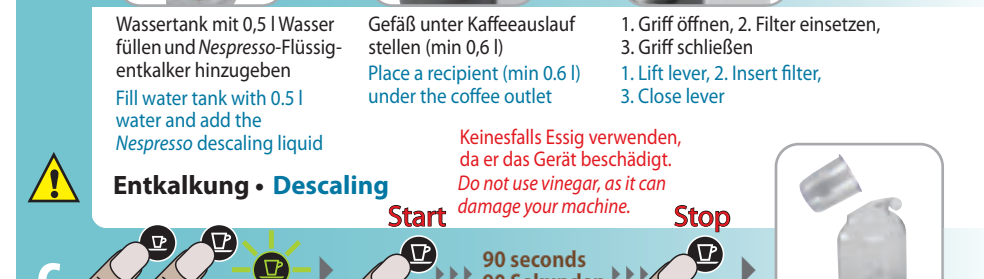 Wassertank mit 0,5 l Wasser
füllen und Nespresso-Flüssig-
entkalker hinzugeben
Fill water tank with 0.5 l
water and add the
Nespresso descaling liquid
Gefäß unter Kaffeeauslauf
stellen (min 0,6 l)
Place a recipient (min 0.6 l)
under the coffee outlet
1. Griff öffnen, 2. Filter einsetzen,
3. Griff schließen
1. Lift lever, 2. Insert filter,
3. Close lever
Keinesfalls Essig verwenden,
da er das Gerät beschädigt.
Do not use vinegar, as it can
damage your machine.
Entkalkung • Descaling
Start
Stop
90 seconds
90 Sekunden